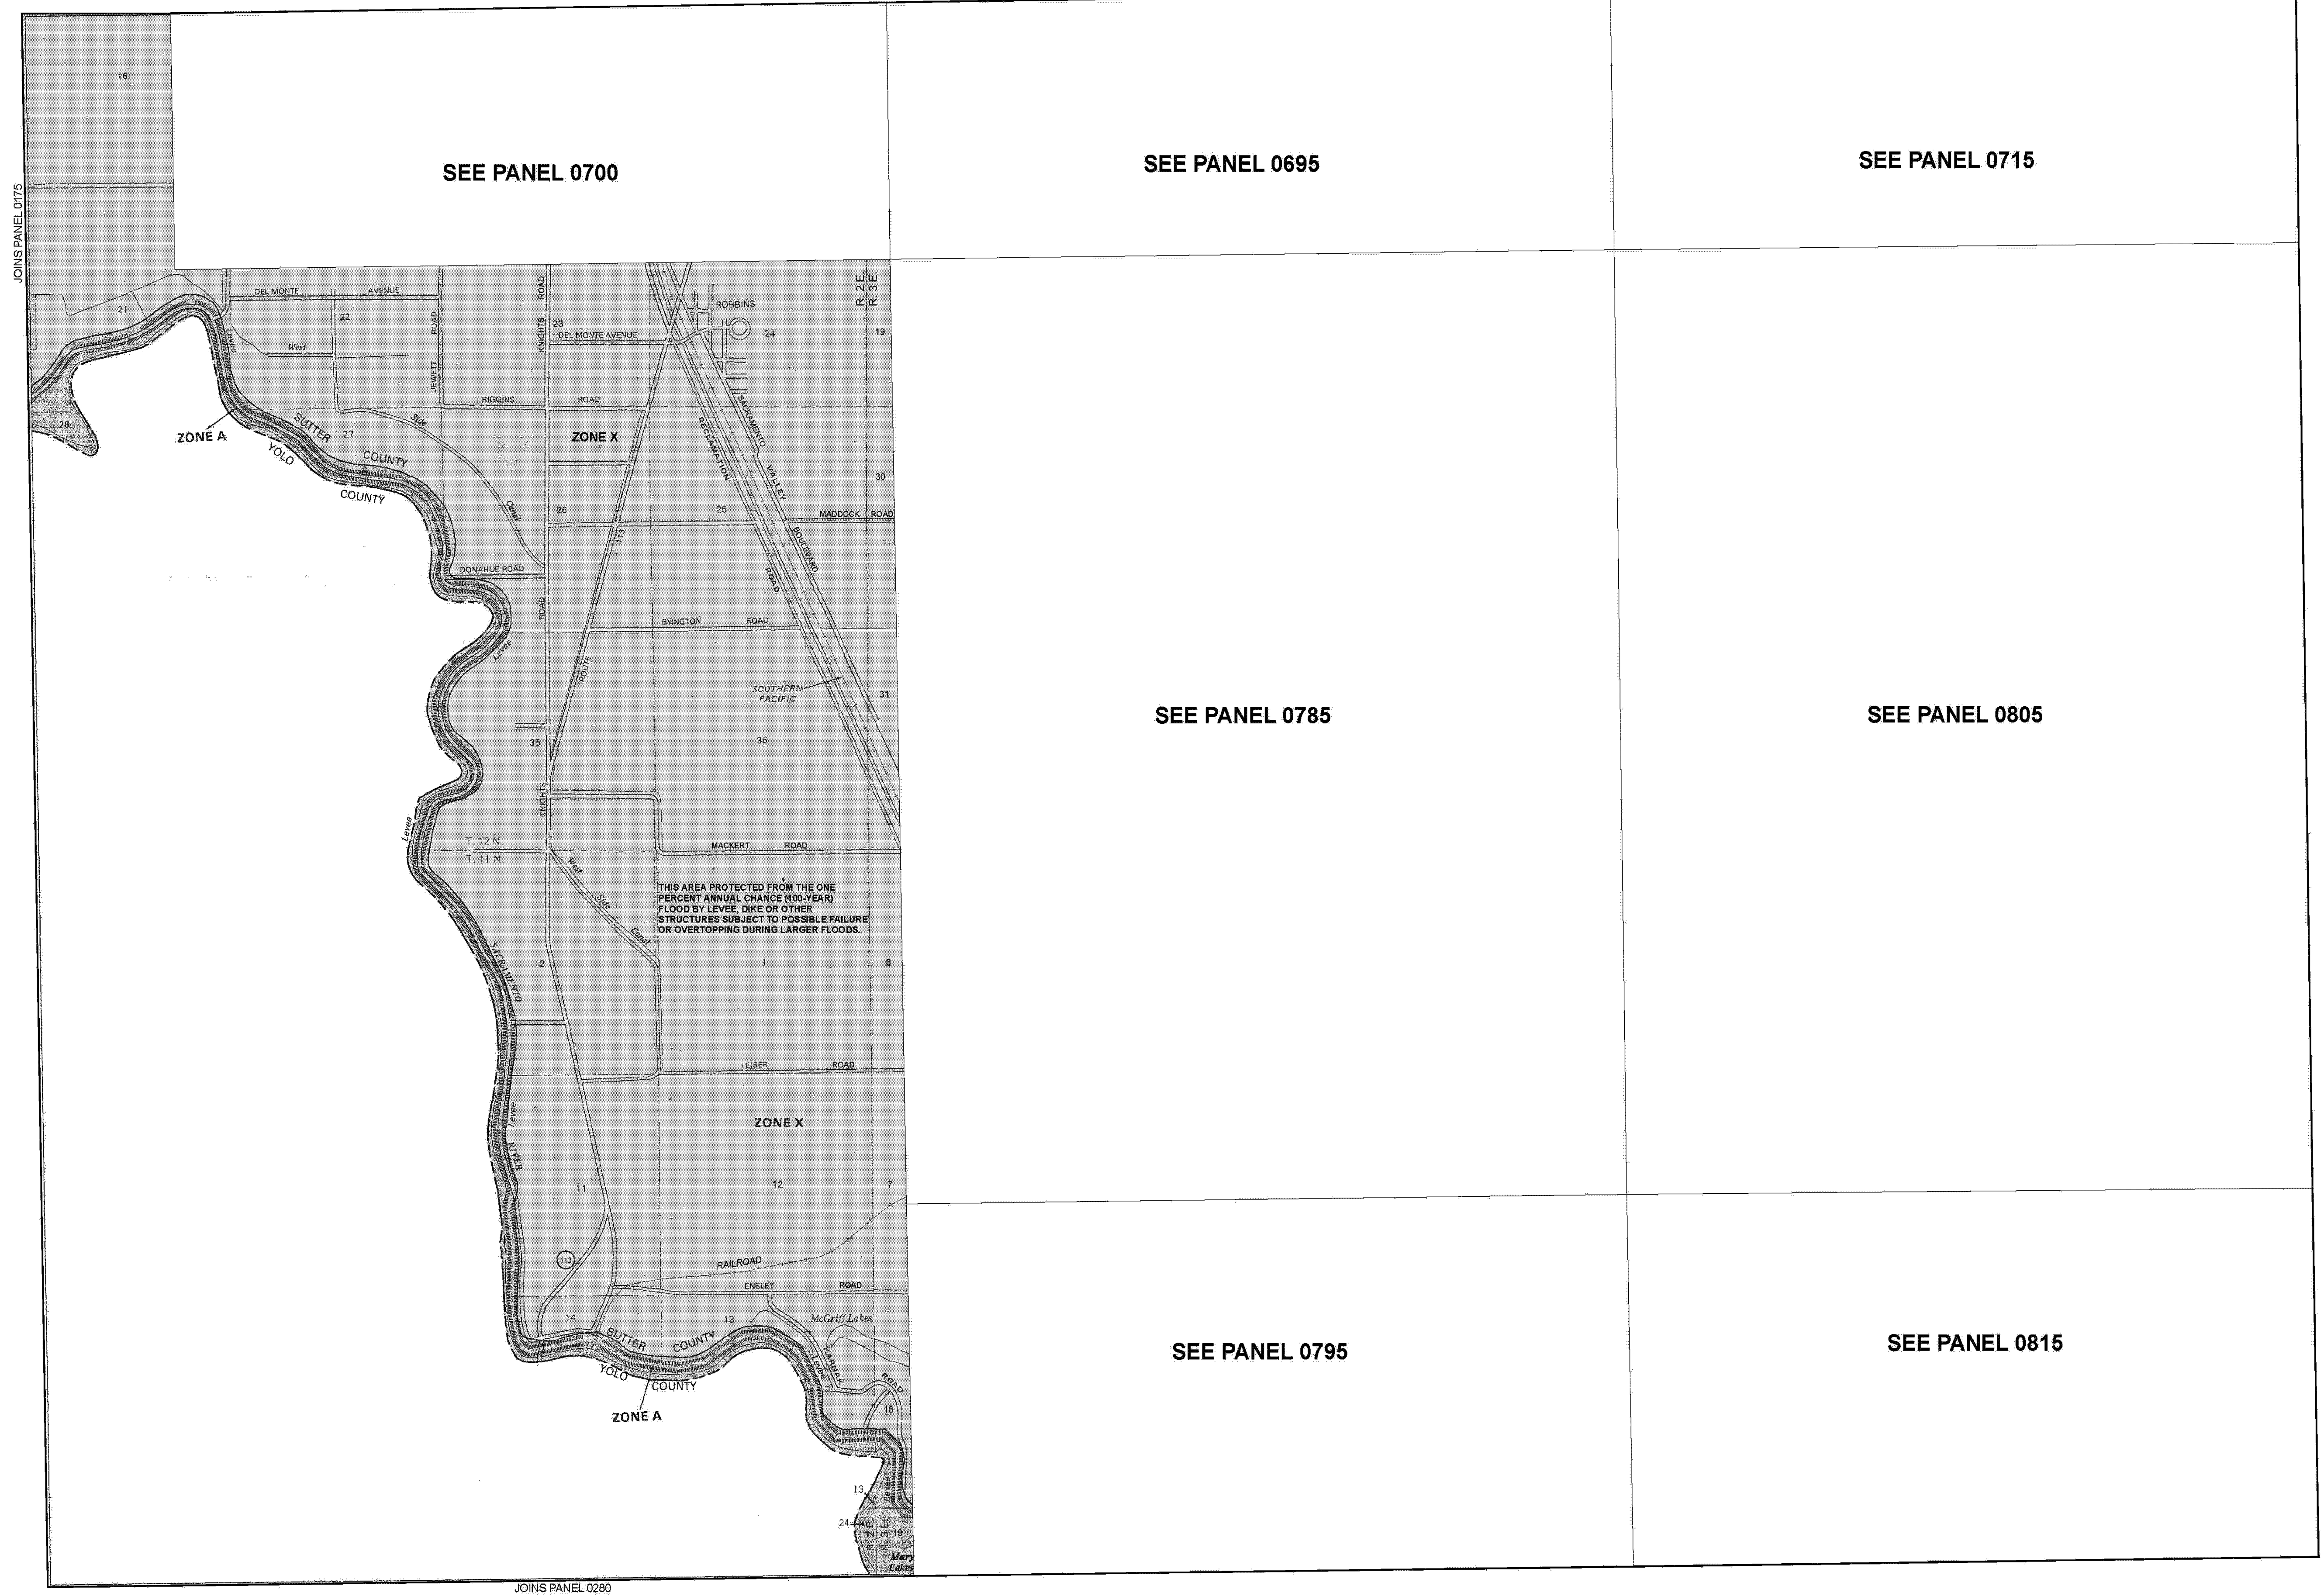 16
SEE PANEL 0700
SEE PANEL 0695
SEE PANEL 0715
JOINS PANEL 0175
DEL MONTE AVENUE
21
22
ROAD
JEWETT
KNIGHTS ROAD
23
DEL MONTE AVENUE
ROBBINS
24
R. 2 E.
R. 3 E.
19
Levee
West
RIGGINS ROAD
28
ZONE A
SUTTER COUNTY
YOLO COUNTY
27
Side
Canal
ZONE X
RECLAMATION ROAD
SACRAMENTO VALLEY BOULEVARD
30
26
25
MADDOCK ROAD
113
ROUTE
DONAHUE ROAD
ROAD
KNIGHTS
BYINGTON ROAD
Levee
SOUTHERN
PACIFIC
31
35
36
SEE PANEL 0785
SEE PANEL 0805
Levee
T. 12 N.
T. 11 N.
MACKERT ROAD
West Side Canal
THIS AREA PROTECTED FROM THE ONE
PERCENT ANNUAL CHANCE (100-YEAR)
FLOOD BY LEVEE, DIKE OR OTHER
STRUCTURES SUBJECT TO POSSIBLE FAILURE
OR OVERTOPPING DURING LARGER FLOODS.
SACRAMENTO
RIVER
2
1
6
LEISER ROAD
Levee
ZONE X
11
12
7
113
RAILROAD
ENSLEY ROAD
14
13
McGriff Lakes
SUTTER COUNTY
YOLO COUNTY
ZONE A
Levee
KARNAK ROAD
18
SEE PANEL 0795
SEE PANEL 0815
13
Levee
24
R. 2 E.
R. 3 E.
19
Mary
Lakes
JOINS PANEL 0280